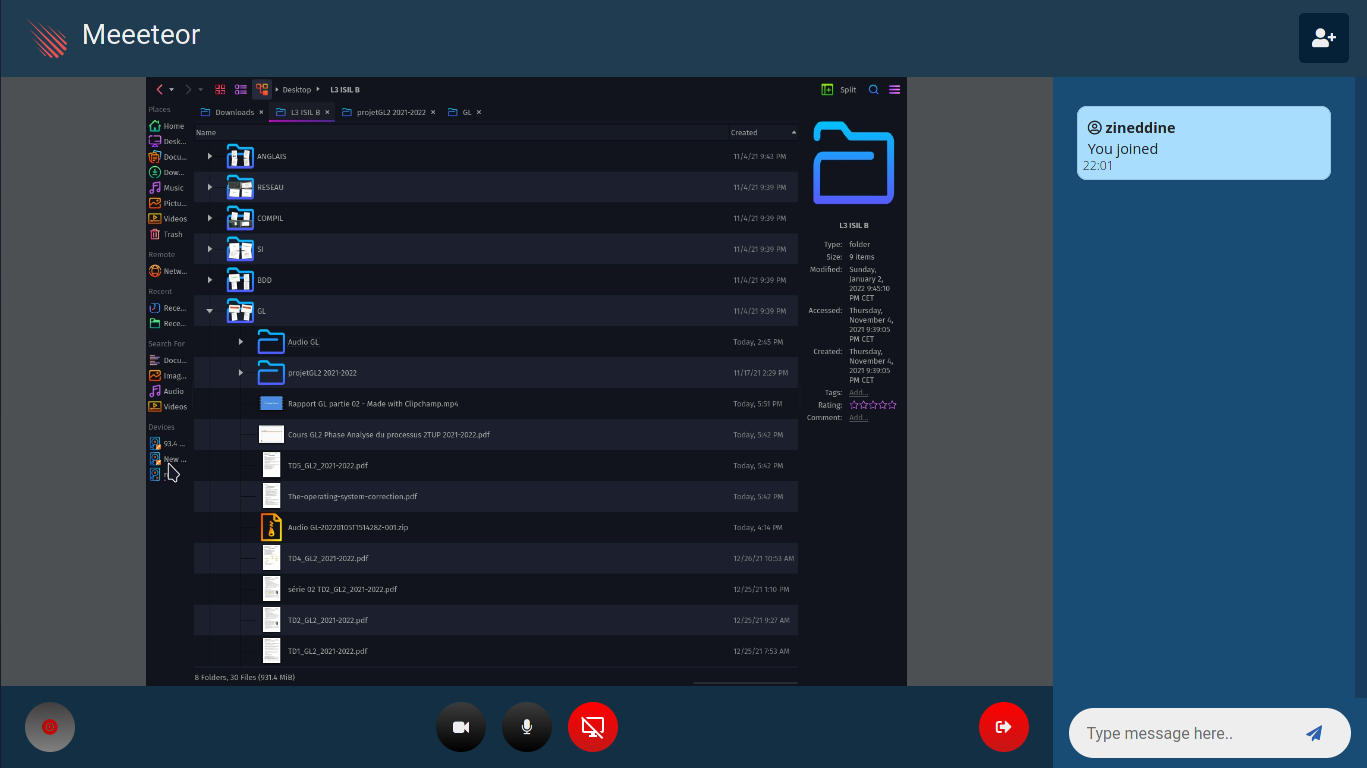 Meeeteor
Desktop
L3 ISIL B
Split
Places
Home
Desk...
Docu...
Dow...
Music
Pictu...
Videos
Trash
Remote
Netw...
Recent
Rece...
Rece...
Search For
Docu...
Imag...
Audio
Videos
Devices
93.4 ...
New ...
Downloads
L3 ISIL B
projetGL2 2021-2022
GL
Name Created
ANGLAIS 11/4/21 9:43 PM
RESEAU 11/4/21 9:39 PM
COMPIL 11/4/21 9:39 PM
SI 11/4/21 9:39 PM
BDD 11/4/21 9:39 PM
GL 11/4/21 9:39 PM
Audio GL Today, 2:45 PM
projetGL2 2021-2022 11/17/21 2:29 PM
Rapport GL partie 02 - Made with Clipchamp.mp4 Today, 5:51 PM
Cours GL2 Phase Analyse du processus 2TUP 2021-2022.pdf Today, 5:42 PM
TD5_GL2_2021-2022.pdf Today, 5:42 PM
The-operating-system-correction.pdf Today, 5:42 PM
Audio GL-20220105T151428Z-001.zip Today, 4:14 PM
TD4_GL2_2021-2022.pdf 12/26/21 10:53 AM
série 02 TD2_GL2_2021-2022.pdf 12/25/21 1:10 PM
TD2_GL2_2021-2022.pdf 12/25/21 9:27 AM
TD1_GL2_2021-2022.pdf 12/25/21 7:53 AM
8 Folders, 30 Files (931.4 MiB)
L3 ISIL B
Type: folder
Size: 9 items
Modified: Sunday,
January 2,
2022 9:45:10
PM CET
Accessed: Thursday,
November 4,
2021 9:39:05
PM CET
Created: Thursday,
November 4,
2021 9:39:05
PM CET
Tags: Add...
Rating:
Comment: Add...
zineddine
You joined
22:01
Type message here..